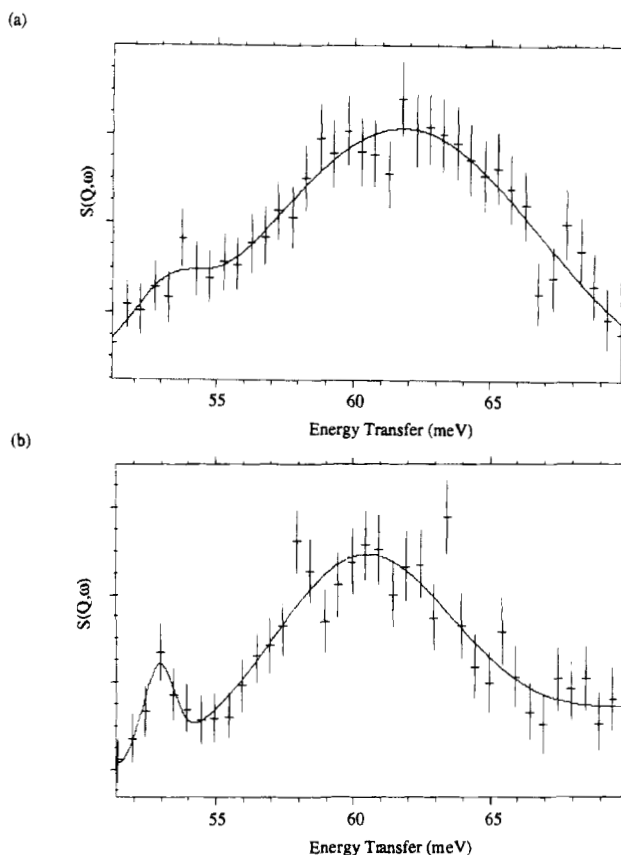 (a)
S(Q,ω)
55 60 65
Energy Transfer (meV)
(b)
S(Q,ω)
55 60 65
Energy Transfer (meV)